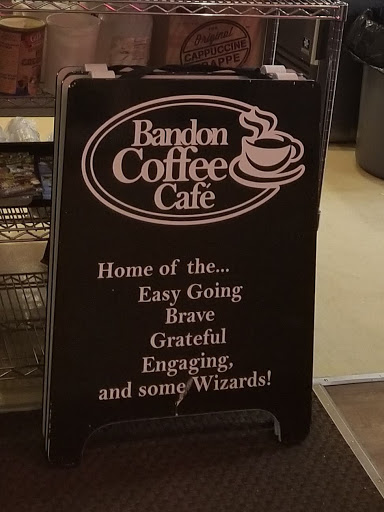 Original
CAPPUCCINE
FRAPPE
Bandon
Coffee
Café
Home of the...
Easy Going
Brave
Grateful
Engaging,
and some Wizards!